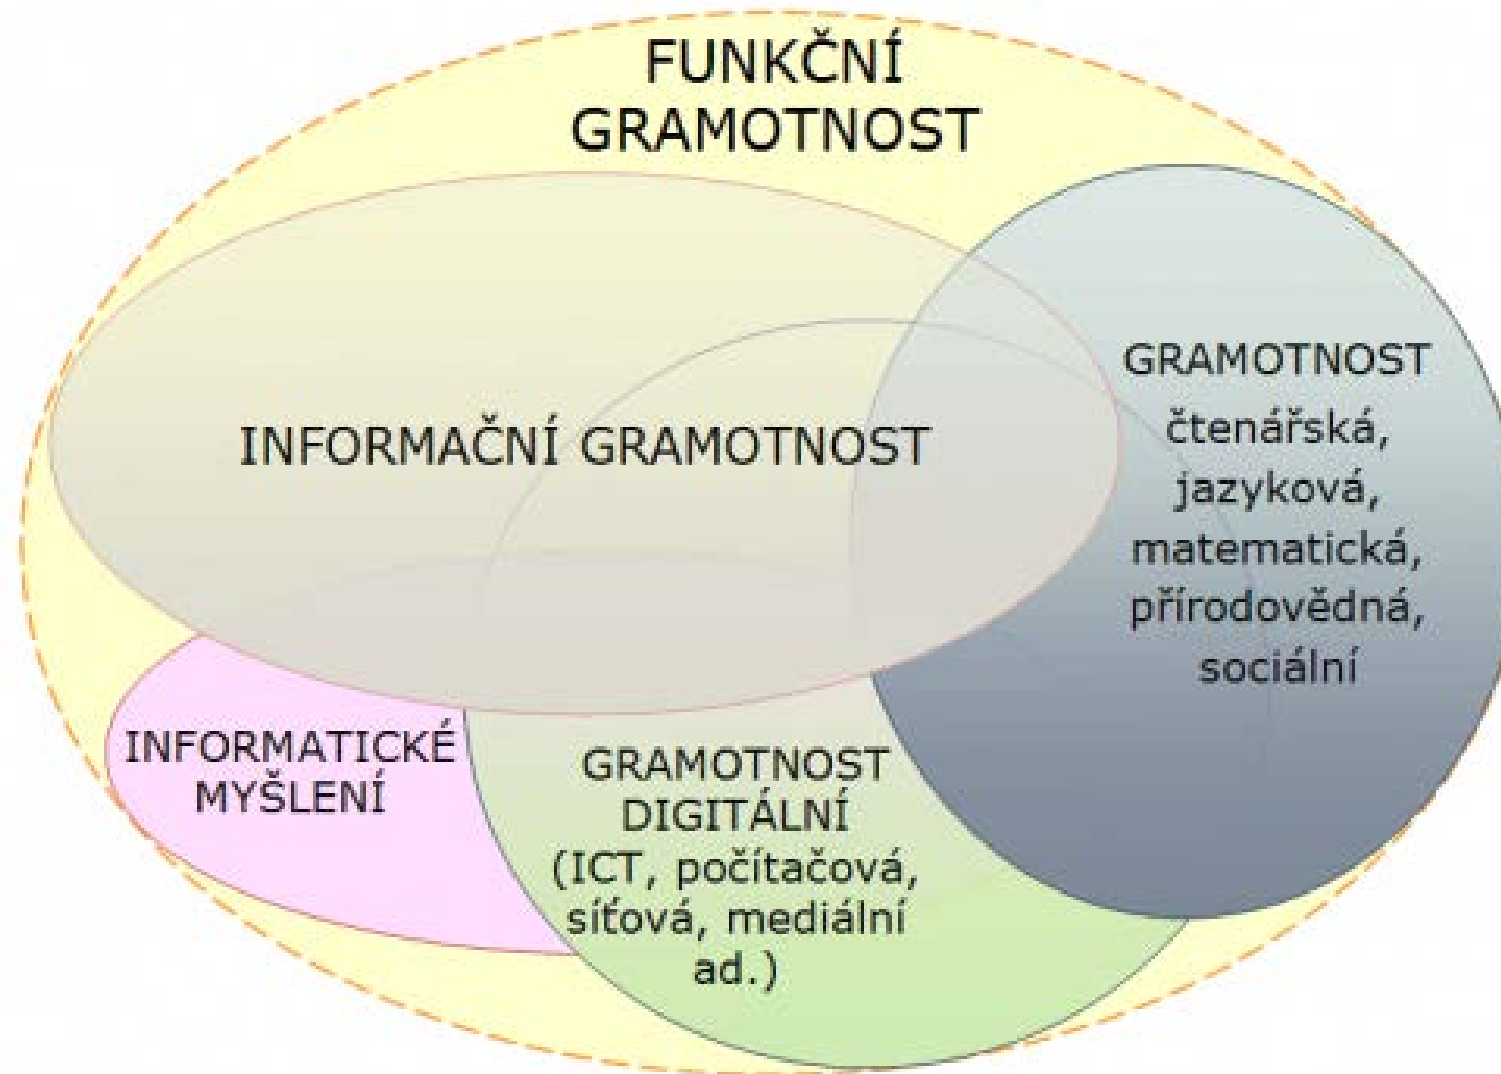 FUNKČNÍ
GRAMOTNOST
INFORMAČNÍ GRAMOTNOST
GRAMOTNOST
čtenářská,
jazyková,
matematická,
přírodovědná,
sociální
INFORMATICKÉ
MYŠLENÍ
GRAMOTNOST
DIGITÁLNÍ
(ICT, počítačová,
síťová, mediální
ad.)